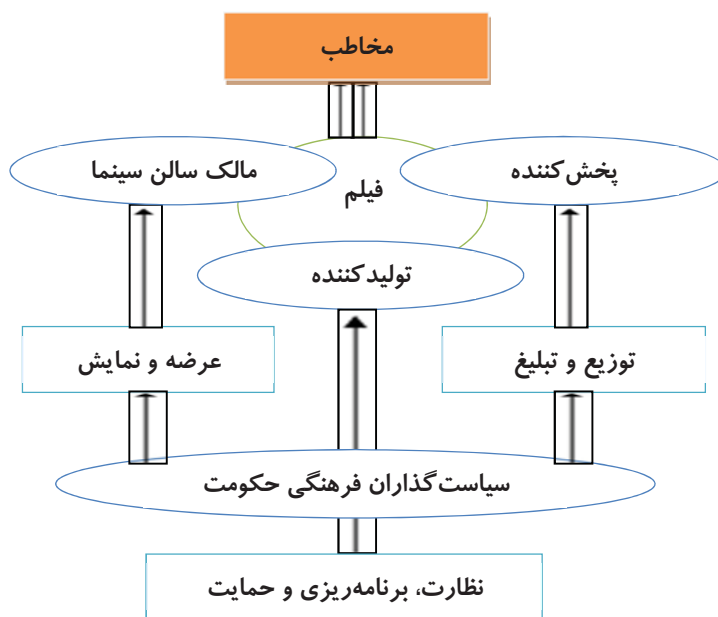 مخاطب
پخش‌کننده
مالک سالن سینما
فیلم
تولیدکننده
توزیع و تبلیغ
عرضه و نمایش
سیاست‌گذاران فرهنگی حکومت
نظارت، برنامه‌ریزی و حمایت